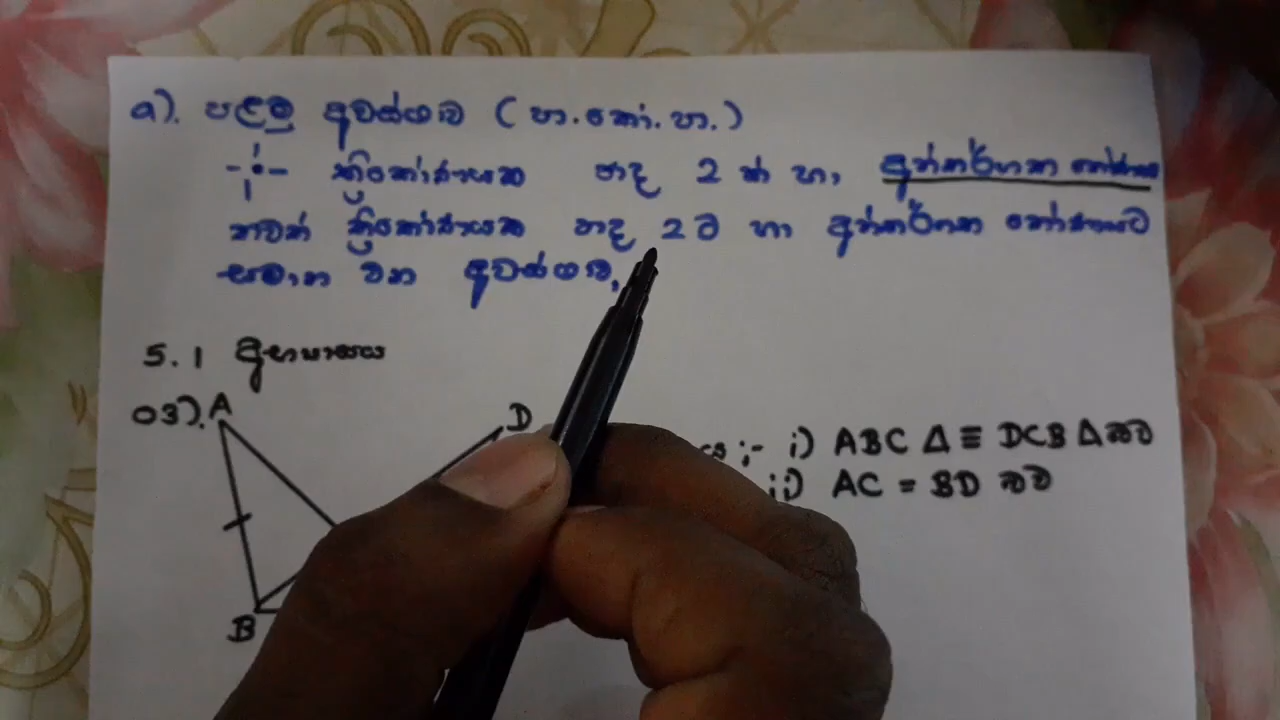 a). පළමු අවස්ථාව ( පා.කෝ.පා. )
ත්‍රිකෝණයක පාද 2 ක් හා, අන්තර්ගත කෝණය
තවත් ත්‍රිකෝණයක පාද 2 ට හා අන්තර්ගත කෝණයට
සමාන වන අවස්ථාව,
5.1 අභ්‍යාසය
03). A D
:- i) ABC Δ ≡ DCB Δ බව
ii) AC = BD බව
B